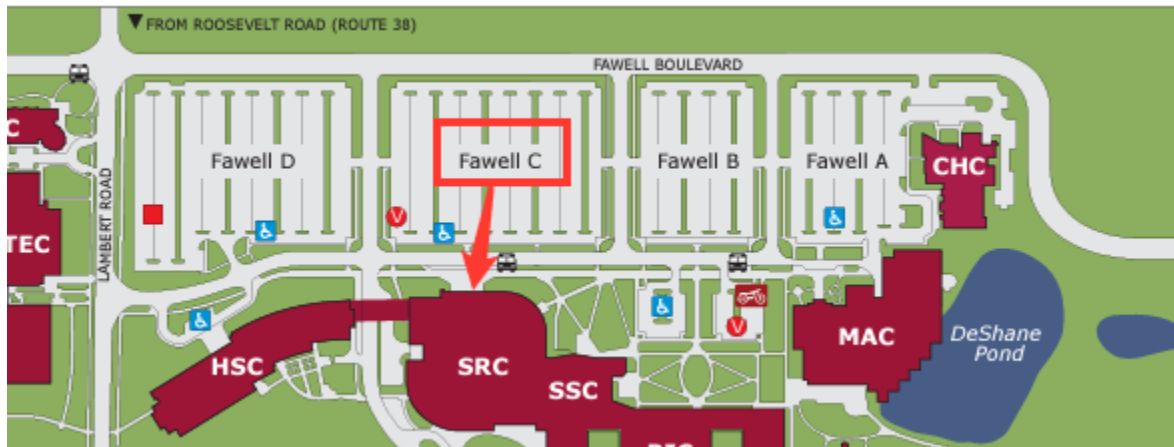 FROM ROOSEVELT ROAD (ROUTE 38)
FAWELL BOULEVARD
C
Fawell D
Fawell C
Fawell B
Fawell A
CHC
LAMBERT ROAD
TEC
V
V
HSC
SRC
SSC
MAC
DeShane
Pond